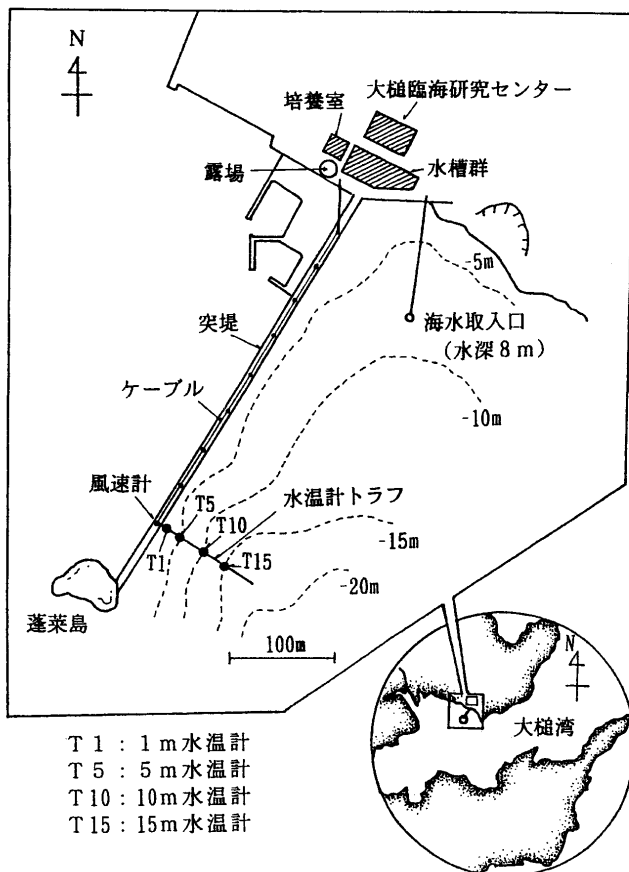 N
培養室
大槌臨海研究センター
露場
水槽群
-5m
海水取入口
(水深8m)
突堤
-10m
ケーブル
風速計
T5
水温計トラフ
T10
-15m
T1
T15
-20m
蓬莱島
100m
N
大槌湾
T1:1m水温計
T5:5m水温計
T10:10m水温計
T15:15m水温計